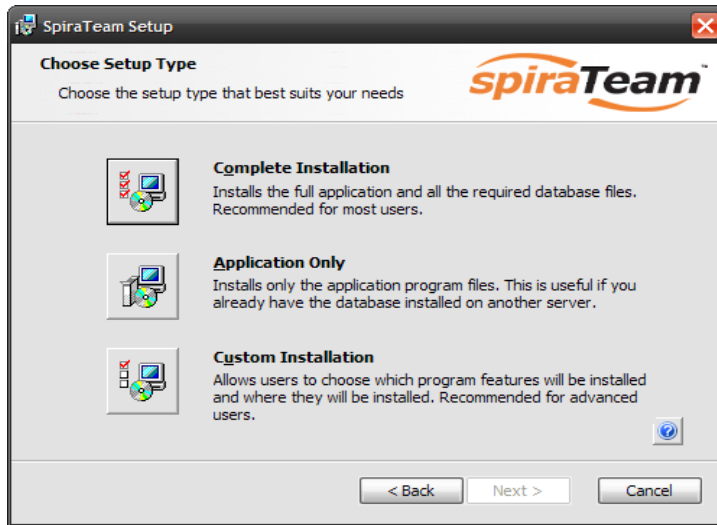 SpiraTeam Setup
Choose Setup Type
Choose the setup type that best suits your needs
spiraTeam™
Complete Installation
Installs the full application and all the required database files.
Recommended for most users.
Application Only
Installs only the application program files. This is useful if you
already have the database installed on another server.
Custom Installation
Allows users to choose which program features will be installed
and where they will be installed. Recommended for advanced
users.
?
< Back
Next >
Cancel